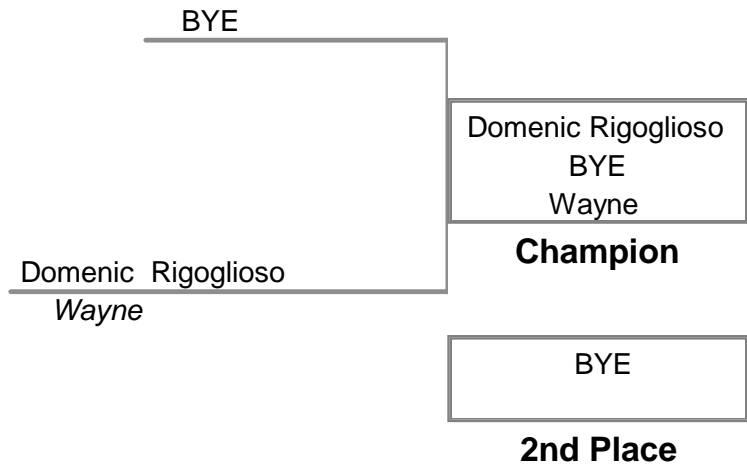 BYE
Domenic Rigoglioso
BYE
Wayne
Champion
Domenic Rigoglioso
Wayne
BYE
2nd Place